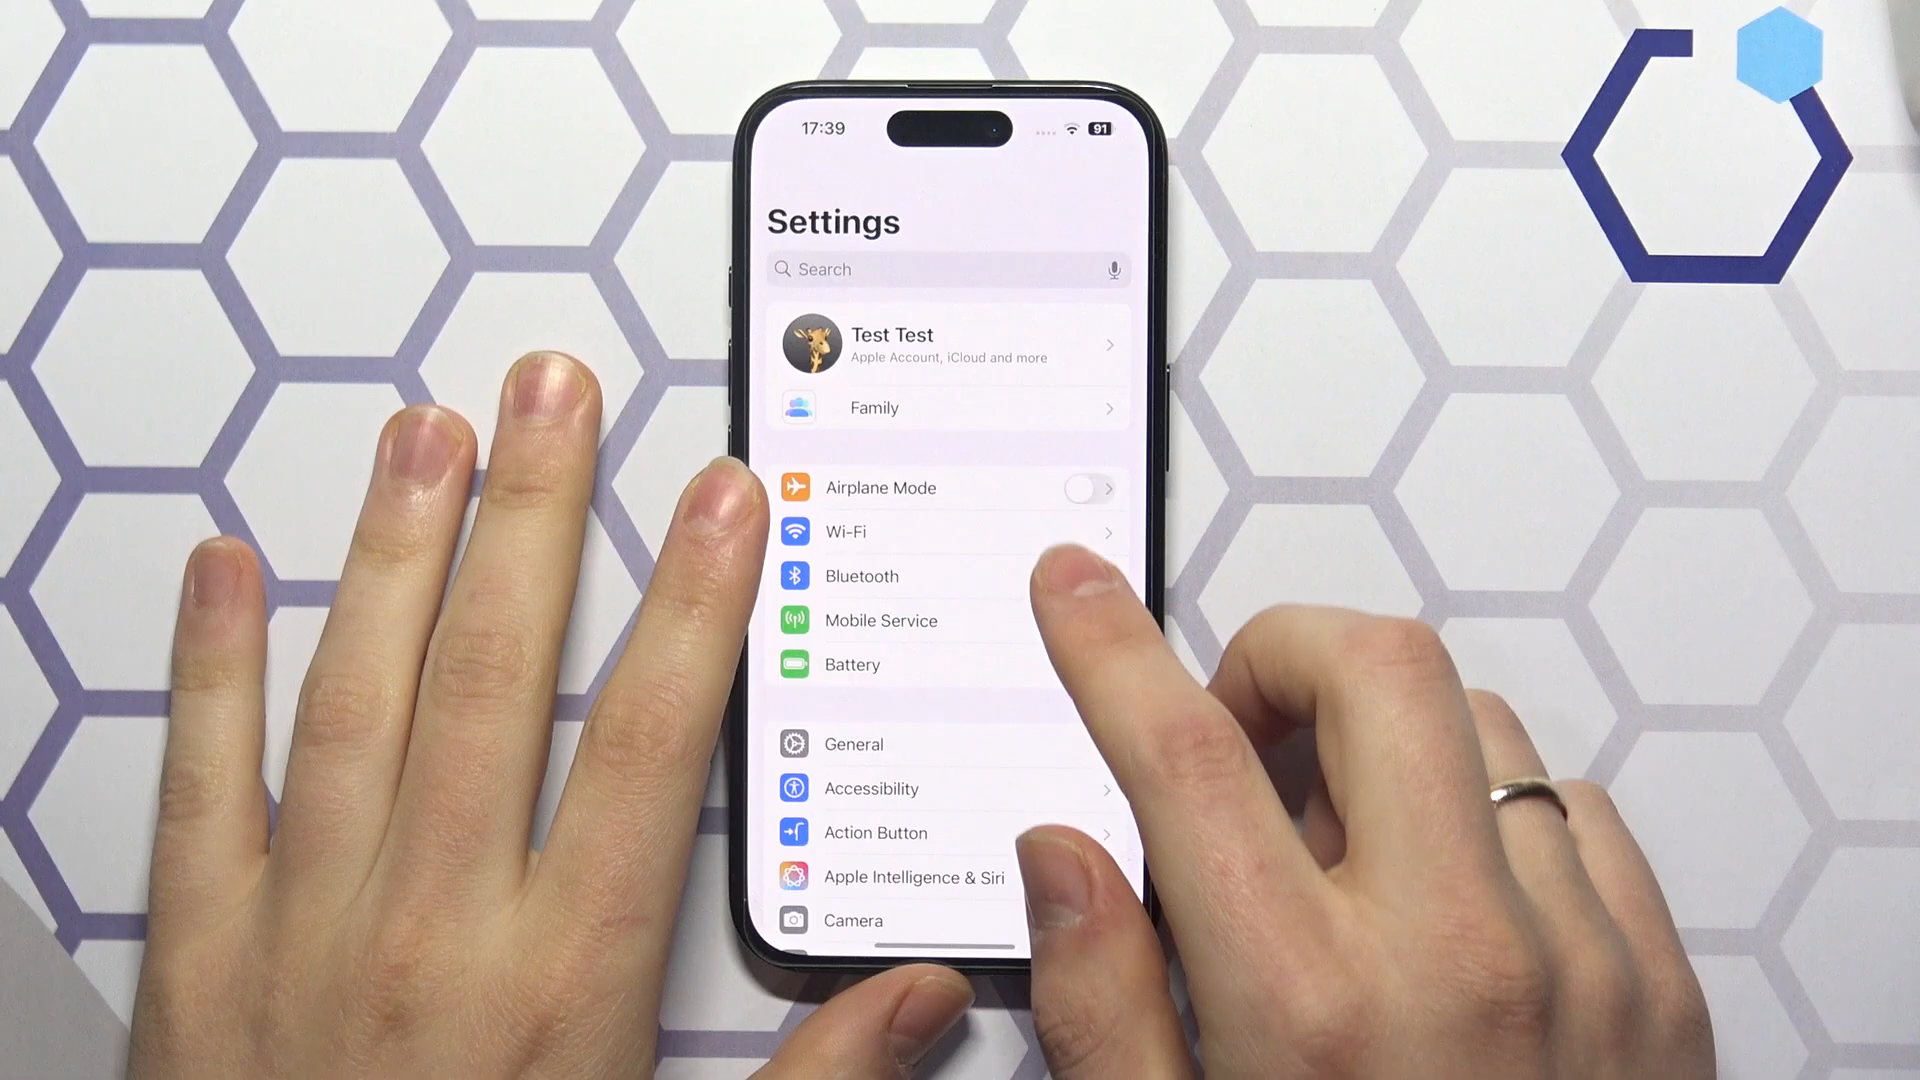 17:39
91
Settings
Search
Test Test
Apple Account, iCloud and more
Family
Airplane Mode
Wi-Fi
Bluetooth
Mobile Service
Battery
General
Accessibility
Action Button
Apple Intelligence & Siri
Camera